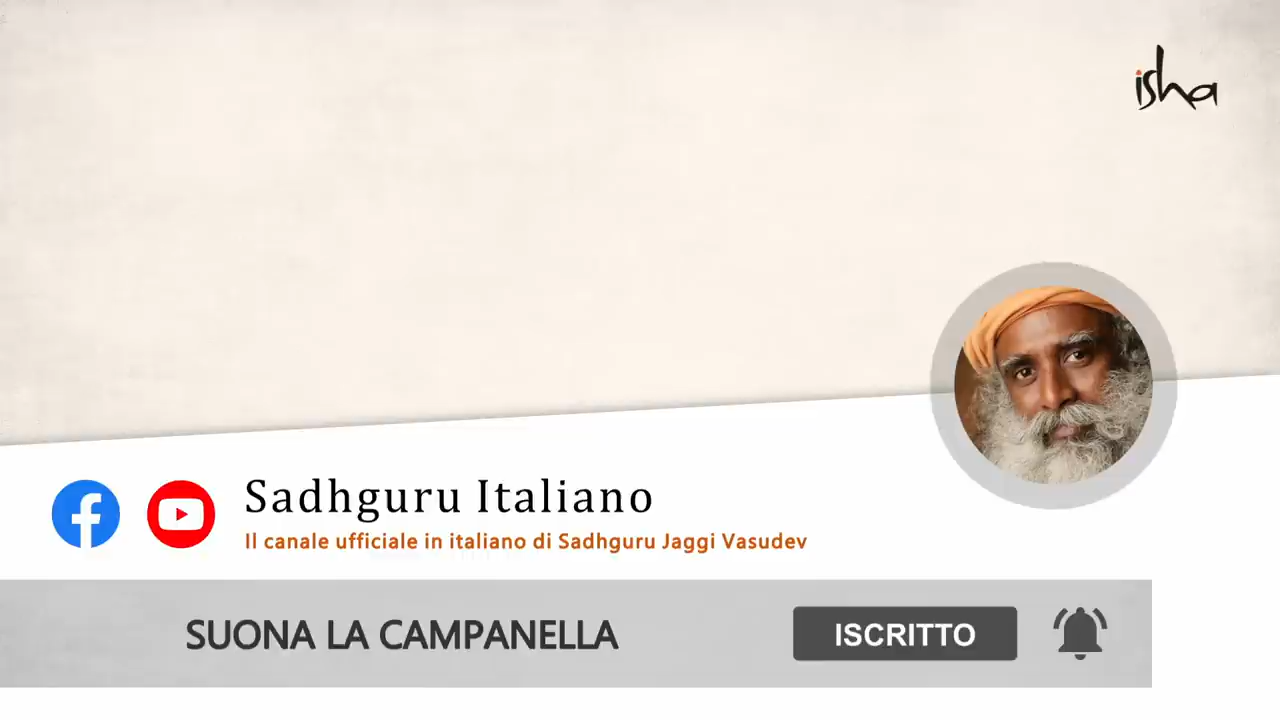 isha
Sadhguru Italiano
Il canale ufficiale in italiano di Sadhguru Jaggi Vasudev
SUONA LA CAMPANELLA
ISCRITTO